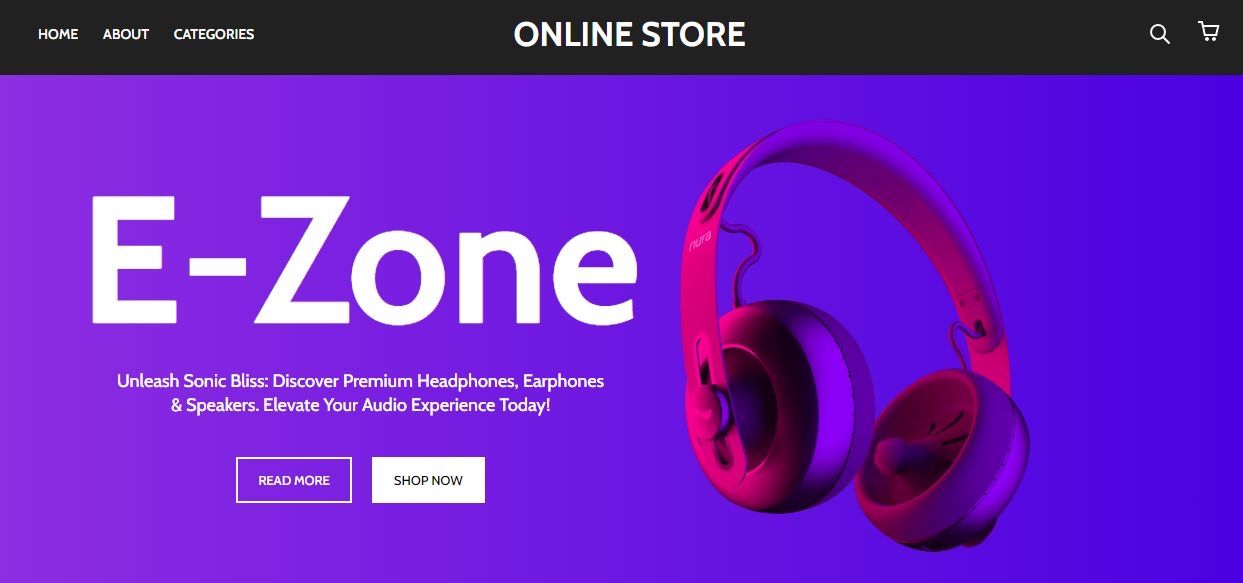 HOME ABOUT CATEGORIES ONLINE STORE
E-Zone
nura
Unleash Sonic Bliss: Discover Premium Headphones, Earphones
& Speakers. Elevate Your Audio Experience Today!
READ MORE SHOP NOW